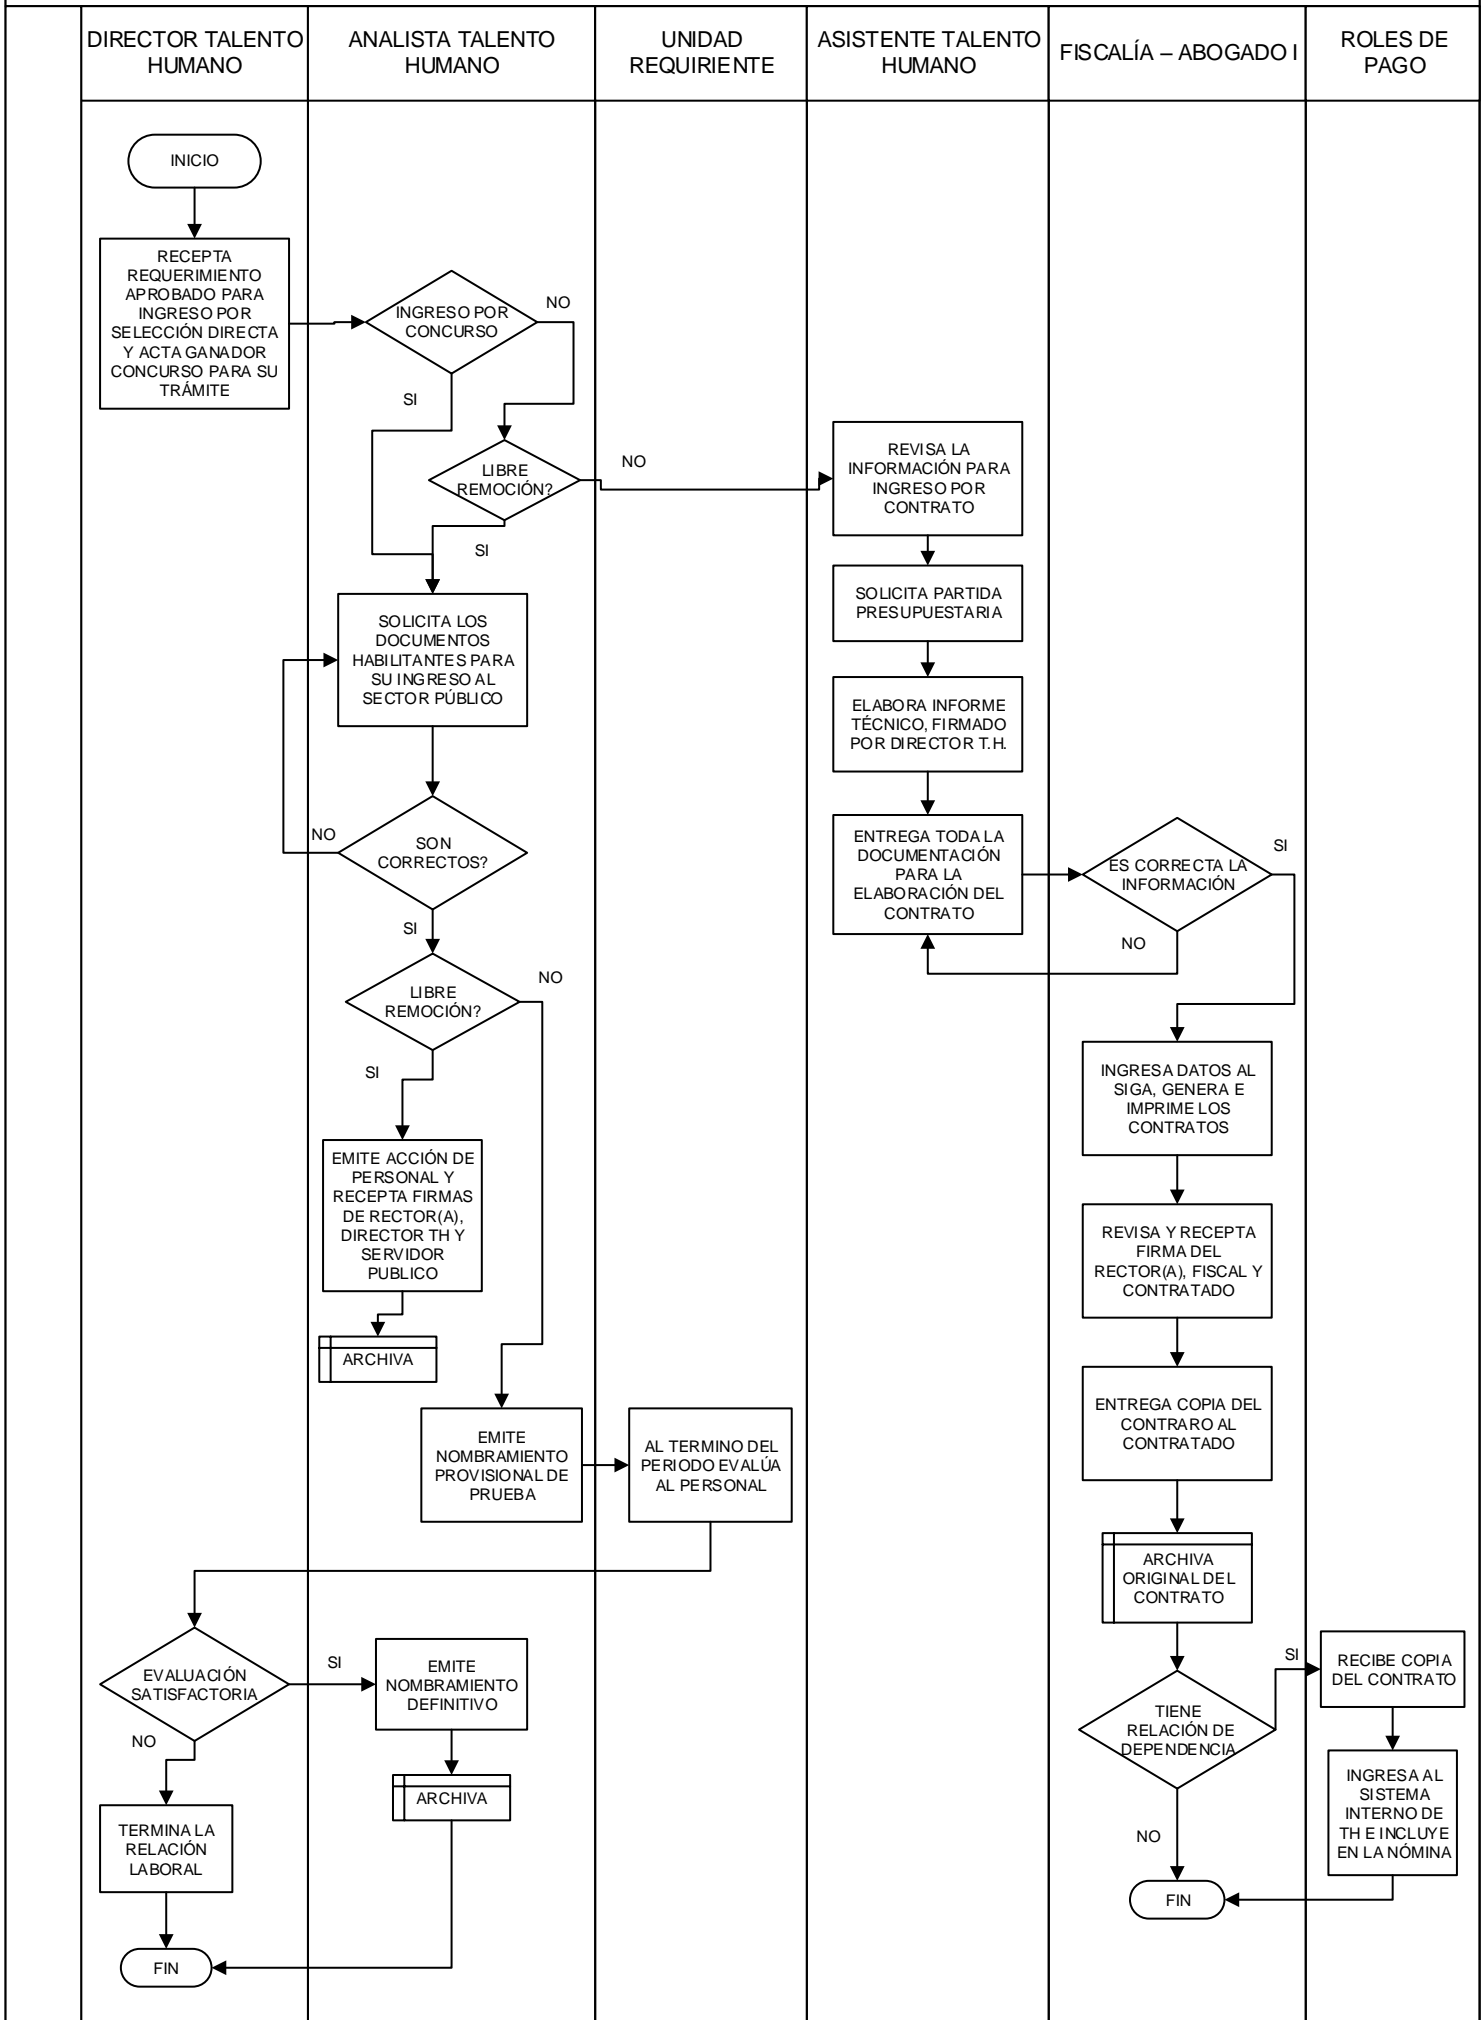 DIRECTOR TALENTO
HUMANO
ANALISTA TALENTO
HUMANO
UNIDAD
REQUIRIENTE
ASISTENTE TALENTO
HUMANO
FISCALÍA – ABOGADO I
ROLES DE
PAGO
INICIO
RECEPTA
REQUERIMIENTO
APROBADO PARA
INGRESO POR
SELECCIÓN DIRECTA
Y ACTA GANADOR
CONCURSO PARA SU
TRÁMITE
INGRESO POR
CONCURSO
NO
SI
LIBRE
REMOCIÓN?
NO
SI
REVISA LA
INFORMACIÓN PARA
INGRESO POR
CONTRATO
SOLICITA PARTIDA
PRESUPUESTARIA
SOLICITA LOS
DOCUMENTOS
HABILITANTES PARA
SU INGRESO AL
SECTOR PÚBLICO
ELABORA INFORME
TÉCNICO, FIRMADO
POR DIRECTOR T.H.
NO
SON
CORRECTOS?
SI
ENTREGA TODA LA
DOCUMENTACIÓN
PARA LA
ELABORACIÓN DEL
CONTRATO
ES CORRECTA LA
INFORMACIÓN
SI
NO
LIBRE
REMOCIÓN?
NO
SI
INGRESA DATOS AL
SIGA, GENERA E
IMPRIME LOS
CONTRATOS
EMITE ACCIÓN DE
PERSONAL Y
RECEPTA FIRMAS
DE RECTOR(A),
DIRECTOR TH Y
SERVIDOR
PUBLICO
REVISA Y RECEPTA
FIRMA DEL
RECTOR(A), FISCAL Y
CONTRATADO
ARCHIVA
ENTREGA COPIA DEL
CONTRARO AL
CONTRATADO
EMITE
NOMBRAMIENTO
PROVISIONAL DE
PRUEBA
AL TERMINO DEL
PERIODO EVALÚA
AL PERSONAL
ARCHIVA
ORIGINAL DEL
CONTRATO
EVALUACIÓN
SATISFACTORIA
SI
NO
EMITE
NOMBRAMIENTO
DEFINITIVO
TIENE
RELACIÓN DE
DEPENDENCIA
SI
NO
RECIBE COPIA
DEL CONTRATO
ARCHIVA
INGRESA AL
SISTEMA
INTERNO DE
TH E INCLUYE
EN LA NÓMINA
TERMINA LA
RELACIÓN
LABORAL
FIN
FIN